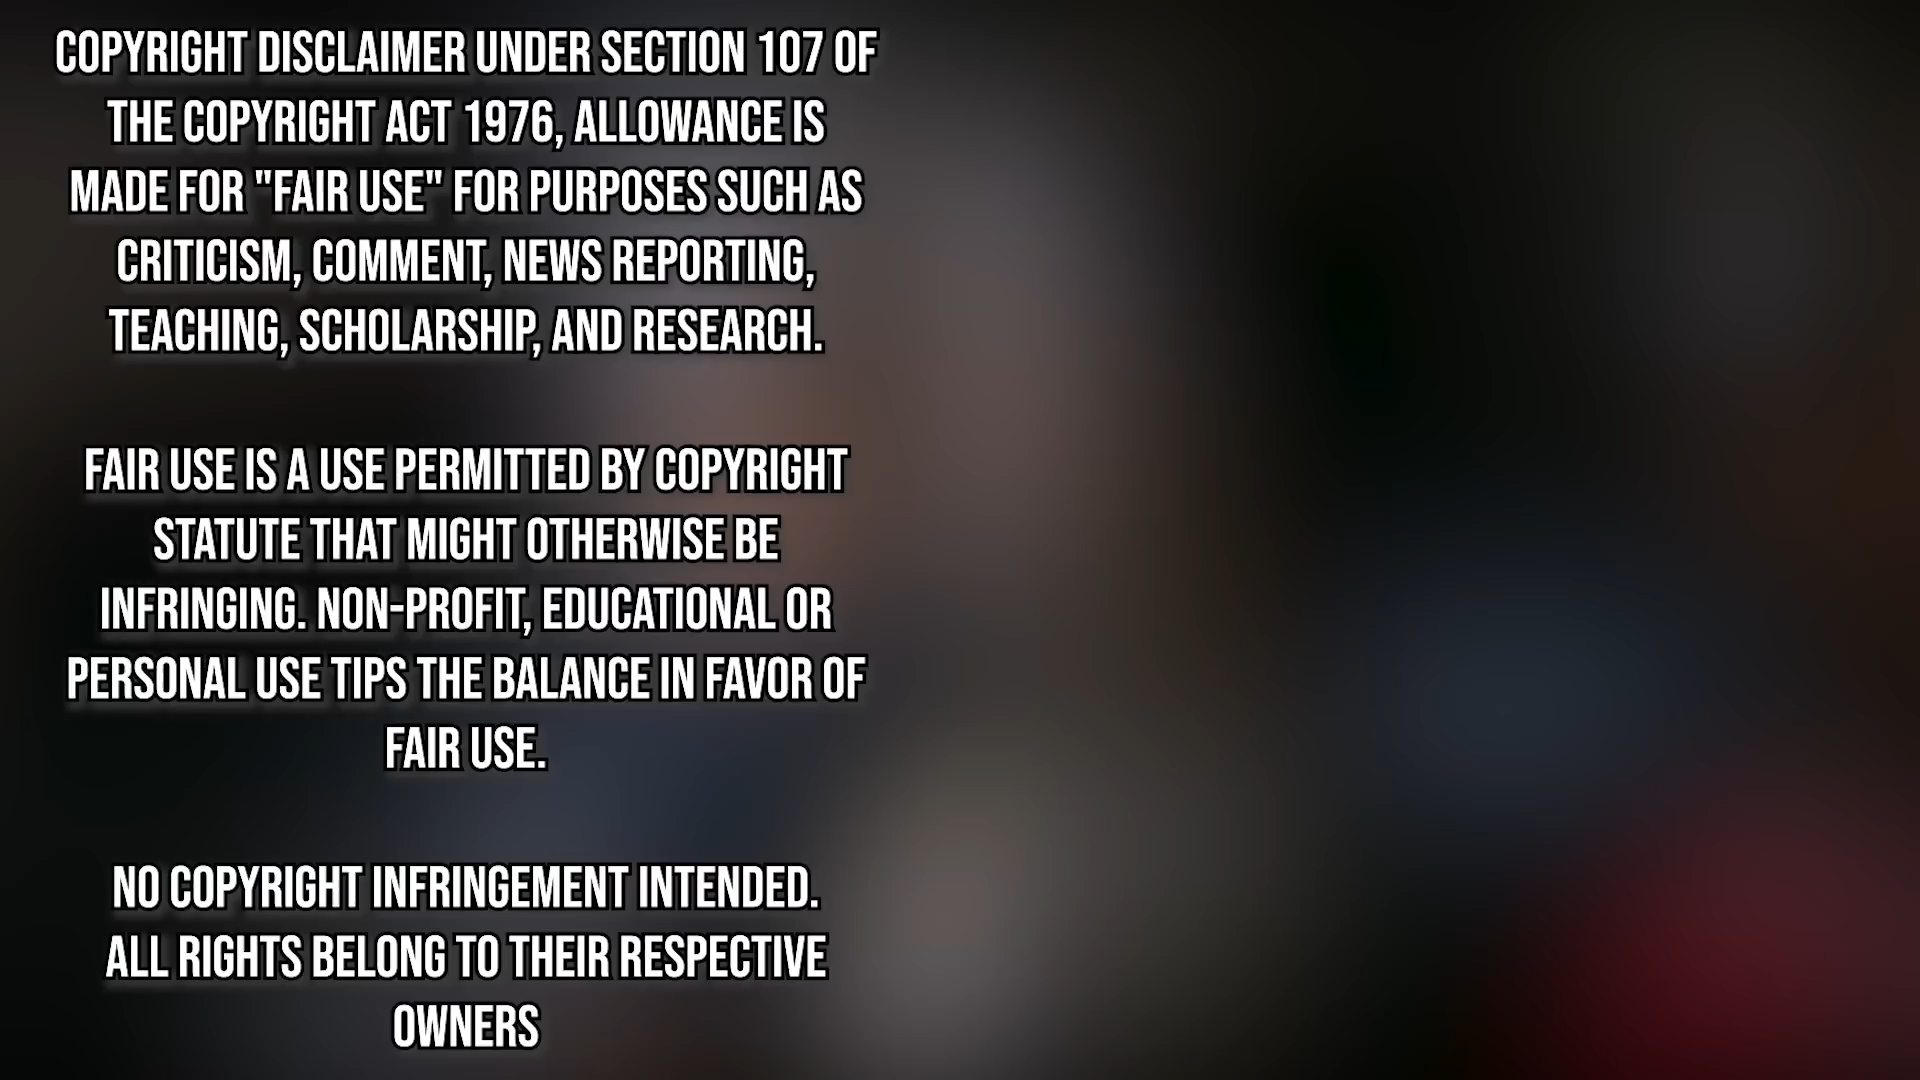 COPYRIGHT DISCLAIMER UNDER SECTION 107 OF
THE COPYRIGHT ACT 1976, ALLOWANCE IS
MADE FOR "FAIR USE" FOR PURPOSES SUCH AS
CRITICISM, COMMENT, NEWS REPORTING,
TEACHING, SCHOLARSHIP, AND RESEARCH.
FAIR USE IS A USE PERMITTED BY COPYRIGHT
STATUTE THAT MIGHT OTHERWISE BE
INFRINGING. NON-PROFIT, EDUCATIONAL OR
PERSONAL USE TIPS THE BALANCE IN FAVOR OF
FAIR USE.
NO COPYRIGHT INFRINGEMENT INTENDED.
ALL RIGHTS BELONG TO THEIR RESPECTIVE
OWNERS